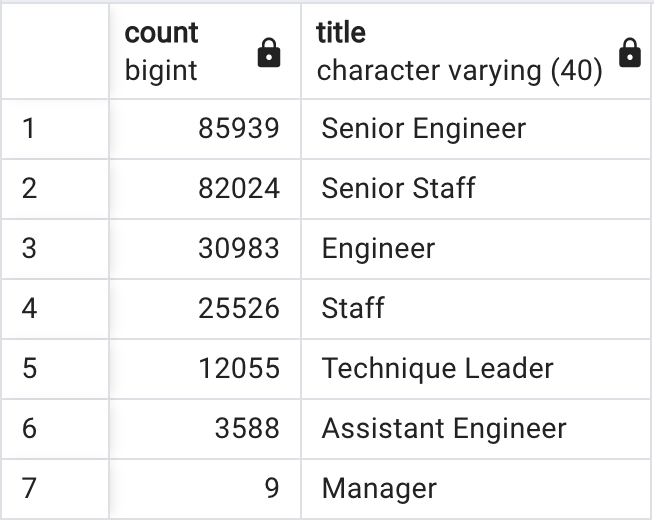 count title
bigint character varying (40)
1 85939 Senior Engineer
2 82024 Senior Staff
3 30983 Engineer
4 25526 Staff
5 12055 Technique Leader
6 3588 Assistant Engineer
7 9 Manager